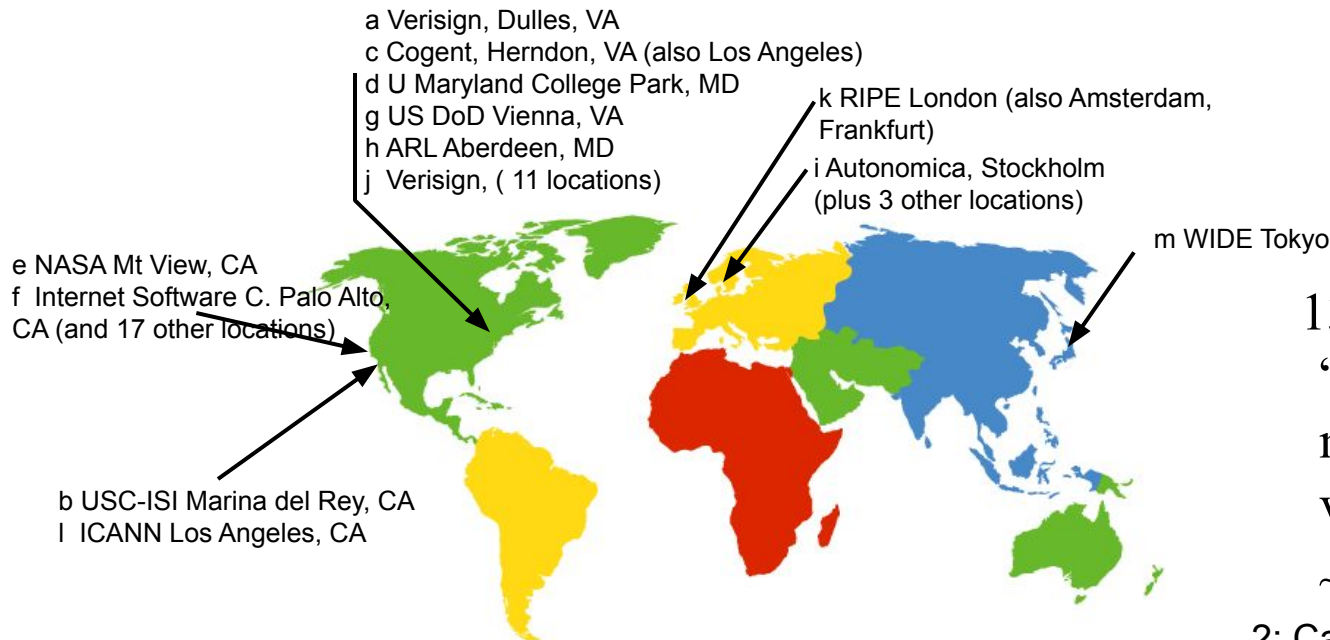 a Verisign, Dulles, VA
c Cogent, Herndon, VA (also Los Angeles)
d U Maryland College Park, MD
g US DoD Vienna, VA
h ARL Aberdeen, MD
j Verisign, ( 11 locations)
k RIPE London (also Amsterdam,
Frankfurt)
i Autonomica, Stockholm
(plus 3 other locations)
m WIDE Tokyo
e NASA Mt View, CA
f Internet Software C. Palo Alto,
CA (and 17 other locations)
b USC-ISI Marina del Rey, CA
l ICANN Los Angeles, CA